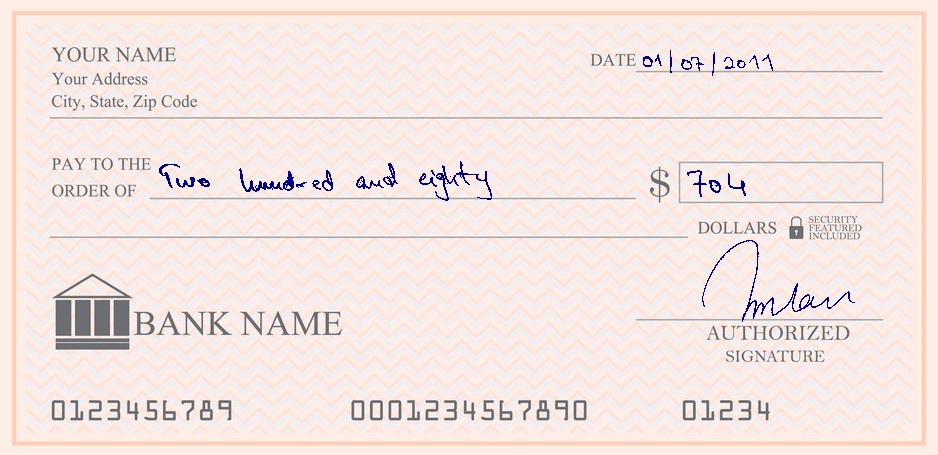 YOUR NAME
Your Address
City, State, Zip Code
DATE 01/07/2011
PAY TO THE
ORDER OF Two hundred and eighty $ 704
DOLLARS SECURITY
FEATURED
INCLUDED
BANK NAME
AUTHORIZED
SIGNATURE
0123456789 0001234567890 01234